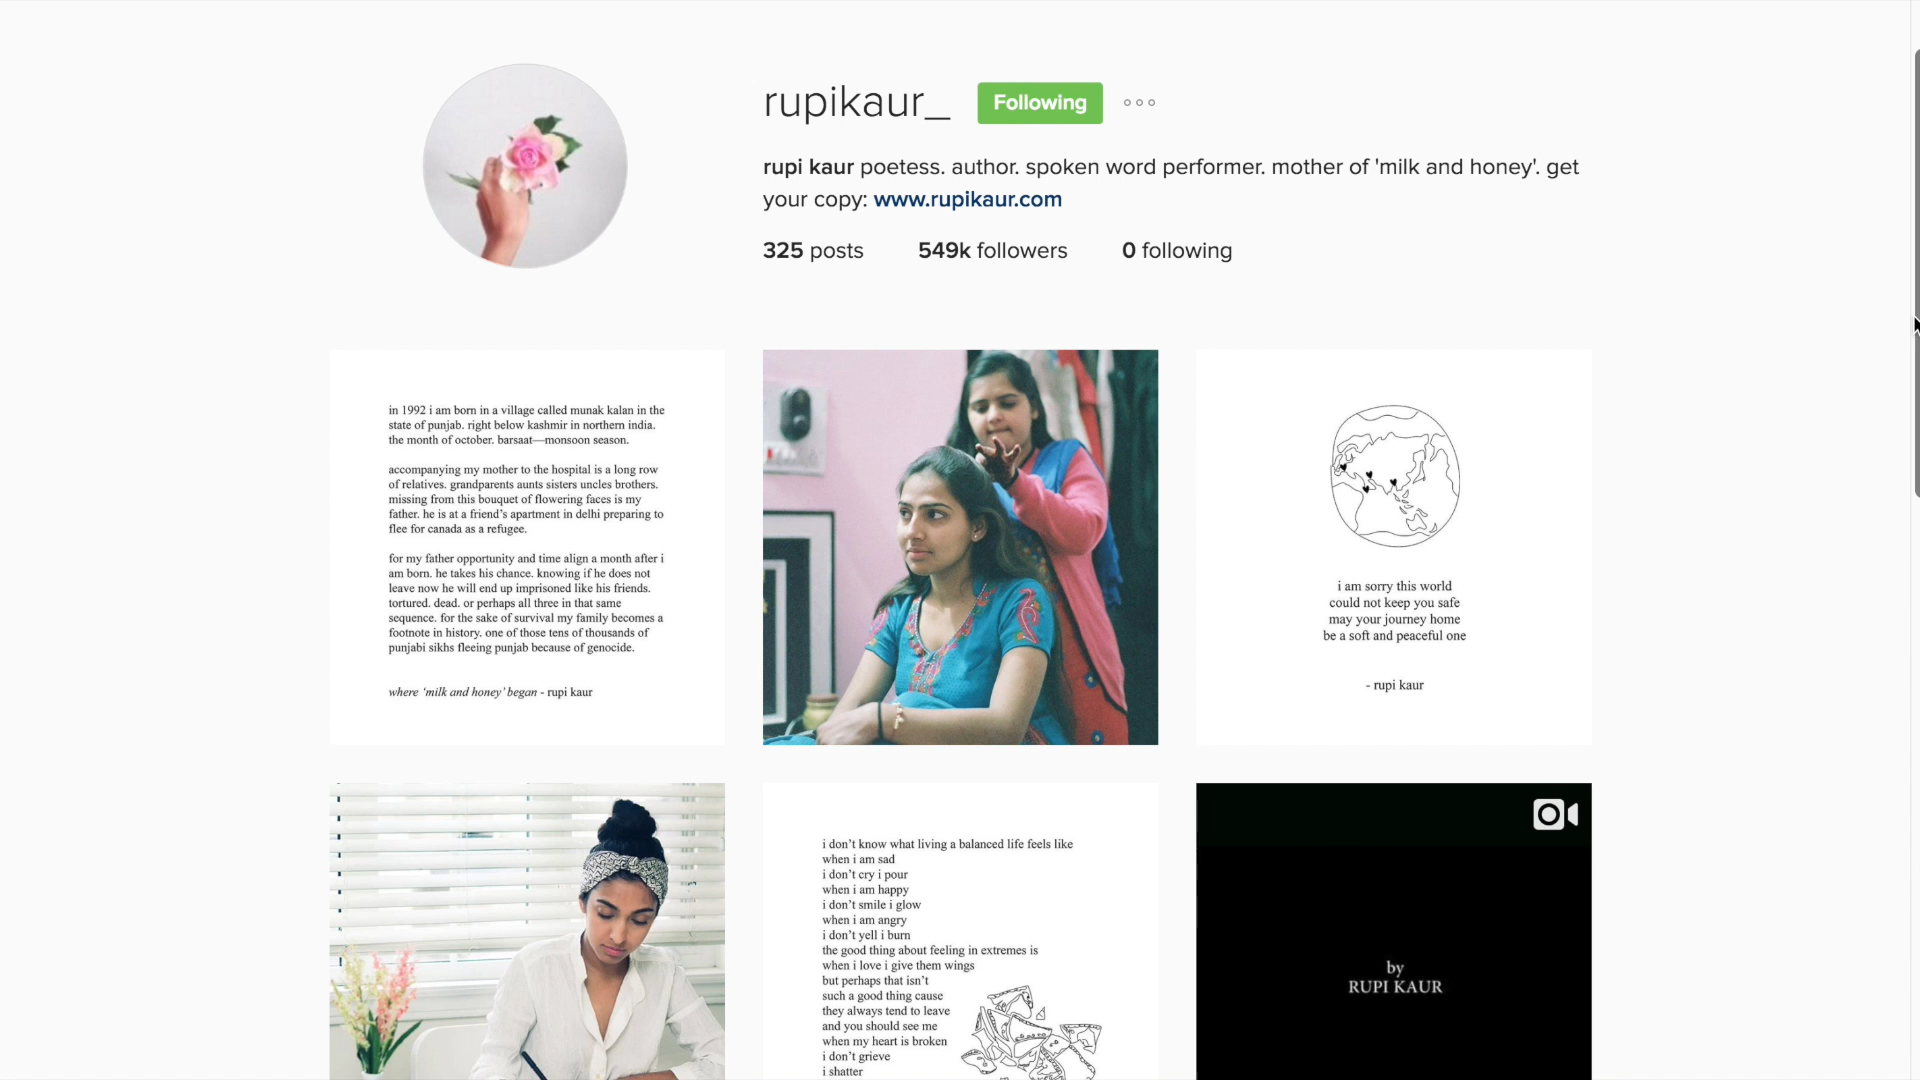 rupikaur_ Following
rupi kaur poetess. author. spoken word performer. mother of 'milk and honey'. get
your copy: www.rupikaur.com
325 posts 549k followers 0 following
in 1992 i am born in a village called munak kalan in the
state of punjab. right below kashmir in northern india.
the month of october. barsaat—monsoon season.
accompanying my mother to the hospital is a long row
of relatives. grandparents aunts sisters uncles brothers.
missing from this bouquet of flowering faces is my
father. he is at a friend's apartment in delhi preparing to
flee for canada as a refugee.
for my father opportunity and time align a month after i
am born. he takes his chance. knowing if he does not
leave now he will end up imprisoned like his friends.
tortured. dead. or perhaps all three in that same
sequence. for the sake of survival my family becomes a
footnote in history. one of those tens of thousands of
punjabi sikhs fleeing punjab because of genocide.
where ‘milk and honey’ began - rupi kaur
i am sorry this world
could not keep you safe
may your journey home
be a soft and peaceful one
- rupi kaur
i don’t know what living a balanced life feels like
when i am sad
i don’t cry i pour
when i am happy
i don’t smile i glow
when i am angry
i don’t yell i burn
the good thing about feeling in extremes is
when i love i give them wings
but perhaps that isn’t
such a good thing cause
they always tend to leave
and you should see me
when my heart is broken
i don’t grieve
i shatter
by
RUPI KAUR